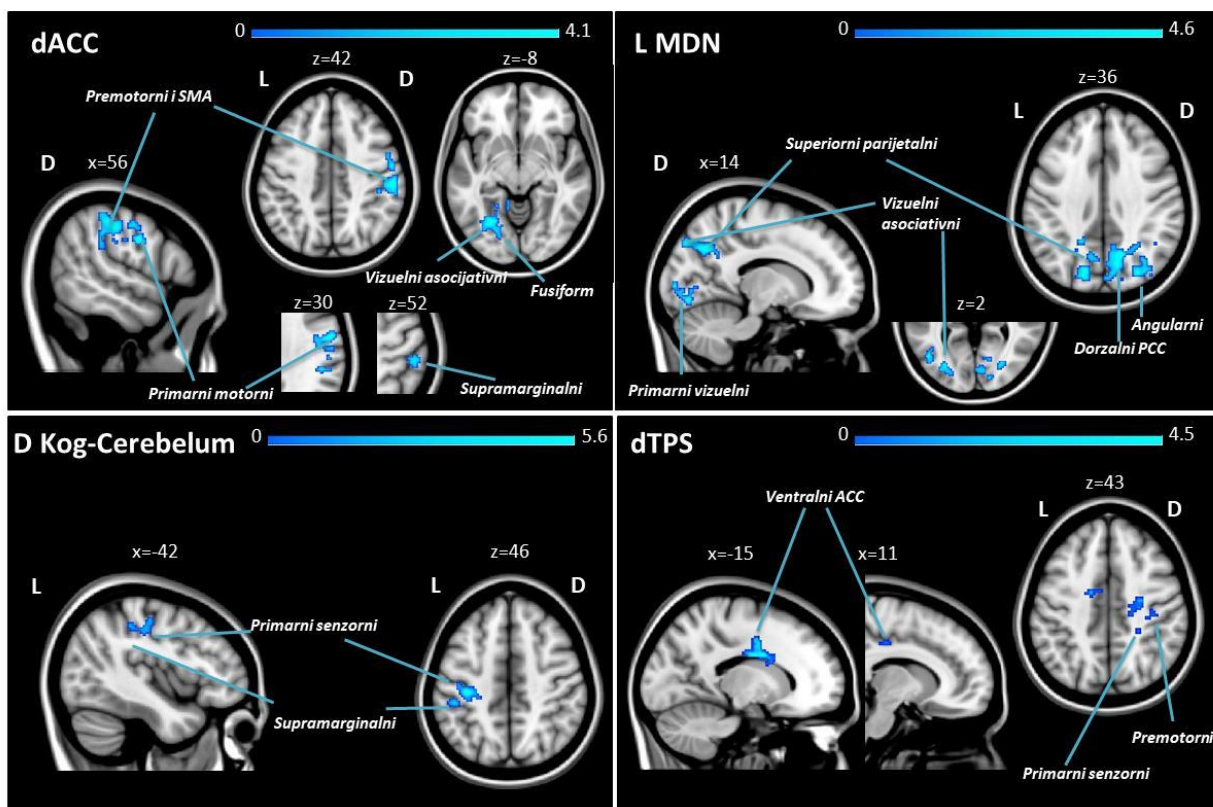 dACC
0
4.1
z=42
z=-8
L
D
Premotorni i SMA
D
x=56
Vizuelni asocijativni
Fusiform
z=30
z=52
Primarni motorni
Supramarginalni
L MDN
0
4.6
z=36
L
D
D
x=14
Superiorni parijetalni
Vizuelni
asociativni
z=2
Angularni
Dorzalni PCC
Primarni vizuelni
D Kog-Cerebelum
0
5.6
x=-42
z=46
L
L
D
Primarni senzorni
Supramarginalni
dTPS
0
4.5
Ventralni ACC
z=43
L
D
x=-15
x=11
Premotorni
Primarni senzorni